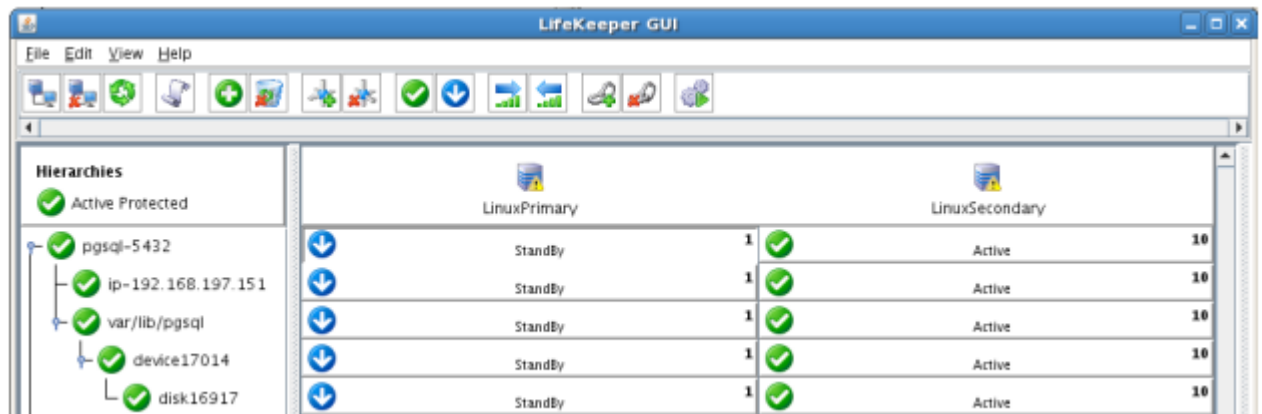 LifeKeeper GUI
File Edit View Help
Hierarchies
Active Protected
LinuxPrimary
LinuxSecondary
pgsql-5432
StandBy 1
Active 10
ip-192.168.197.151
StandBy 1
Active 10
var/lib/pgsql
StandBy 1
Active 10
device17014
StandBy 1
Active 10
disk16917
StandBy 1
Active 10